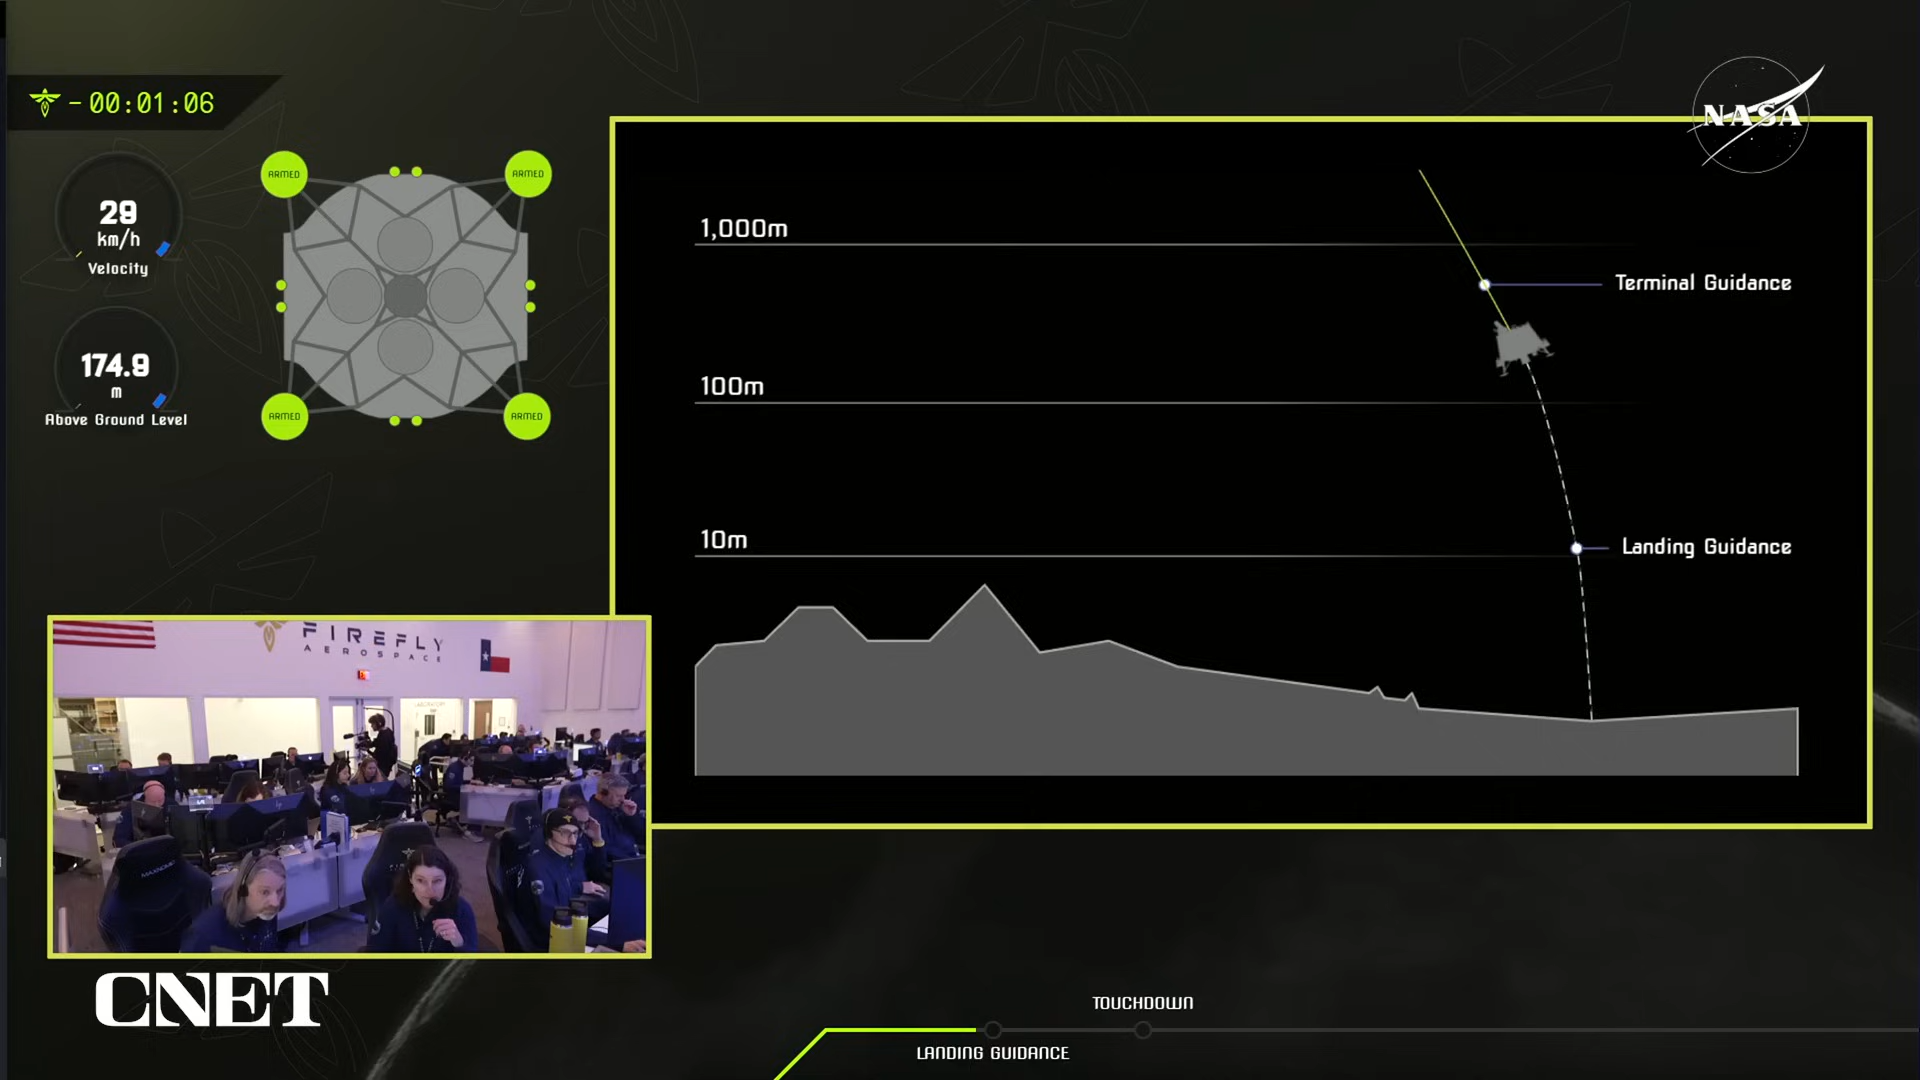 - 00:01:06
NASA
ARMED
ARMED
29
km/h
Velocity
174.9
m
Above Ground Level
ARMED
ARMED
1,000m
Terminal Guidance
100m
10m
Landing Guidance
FIREFLY
AEROSPACE
CNET
TOUCHDOWN
LANDING GUIDANCE